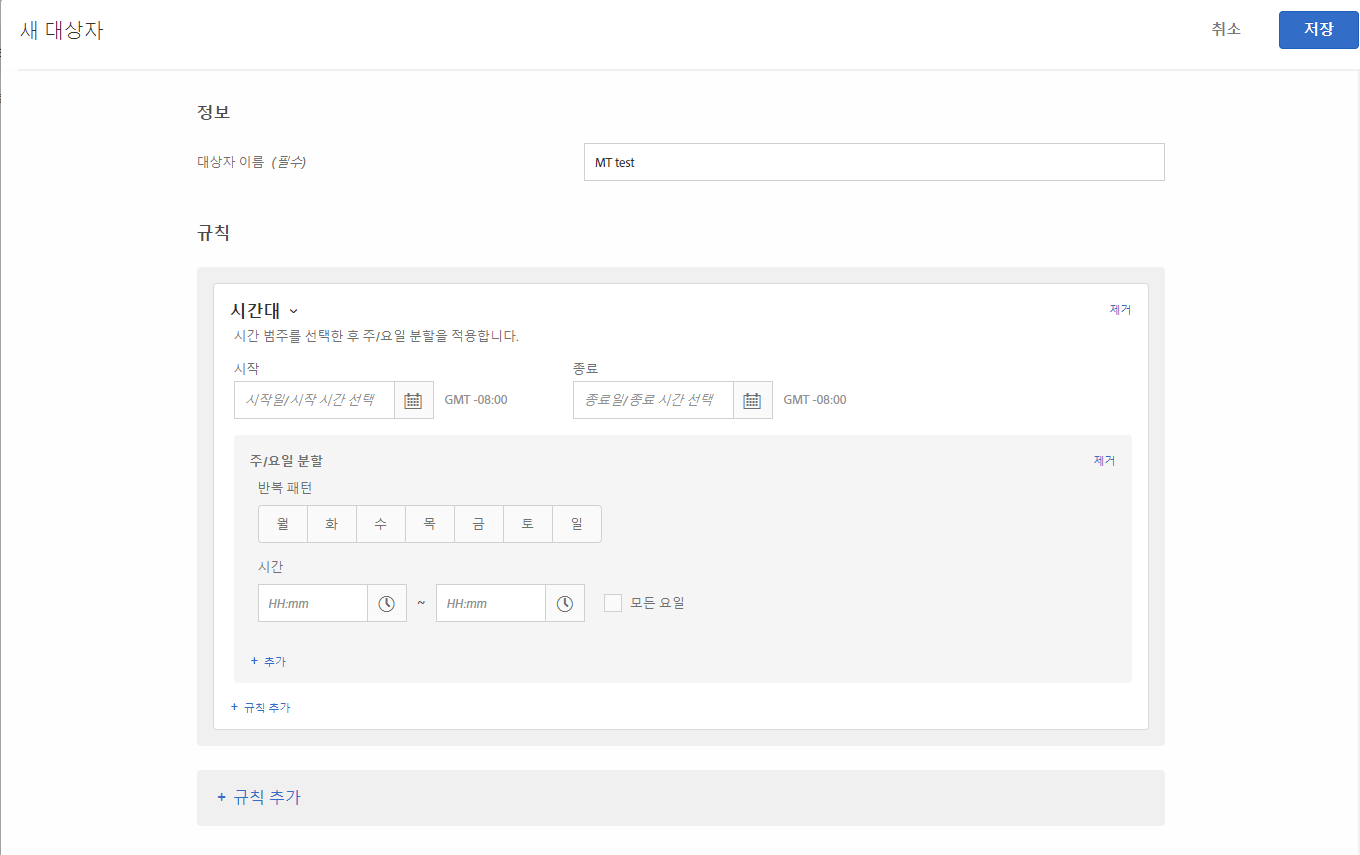 새 대상자
취소
저장
정보
대상자 이름 (필수)
MT test
규칙
시간대
제거
시간 범주를 선택한 후 주/요일 분할을 적용합니다.
시작
종료
시작일/시작 시간 선택
GMT -08:00
종료일/종료 시간 선택
GMT -08:00
주/요일 분할
제거
반복 패턴
월 화 수 목 금 토 일
시간
HH:mm ~ HH:mm 모든 요일
+ 추가
+ 규칙 추가
+ 규칙 추가